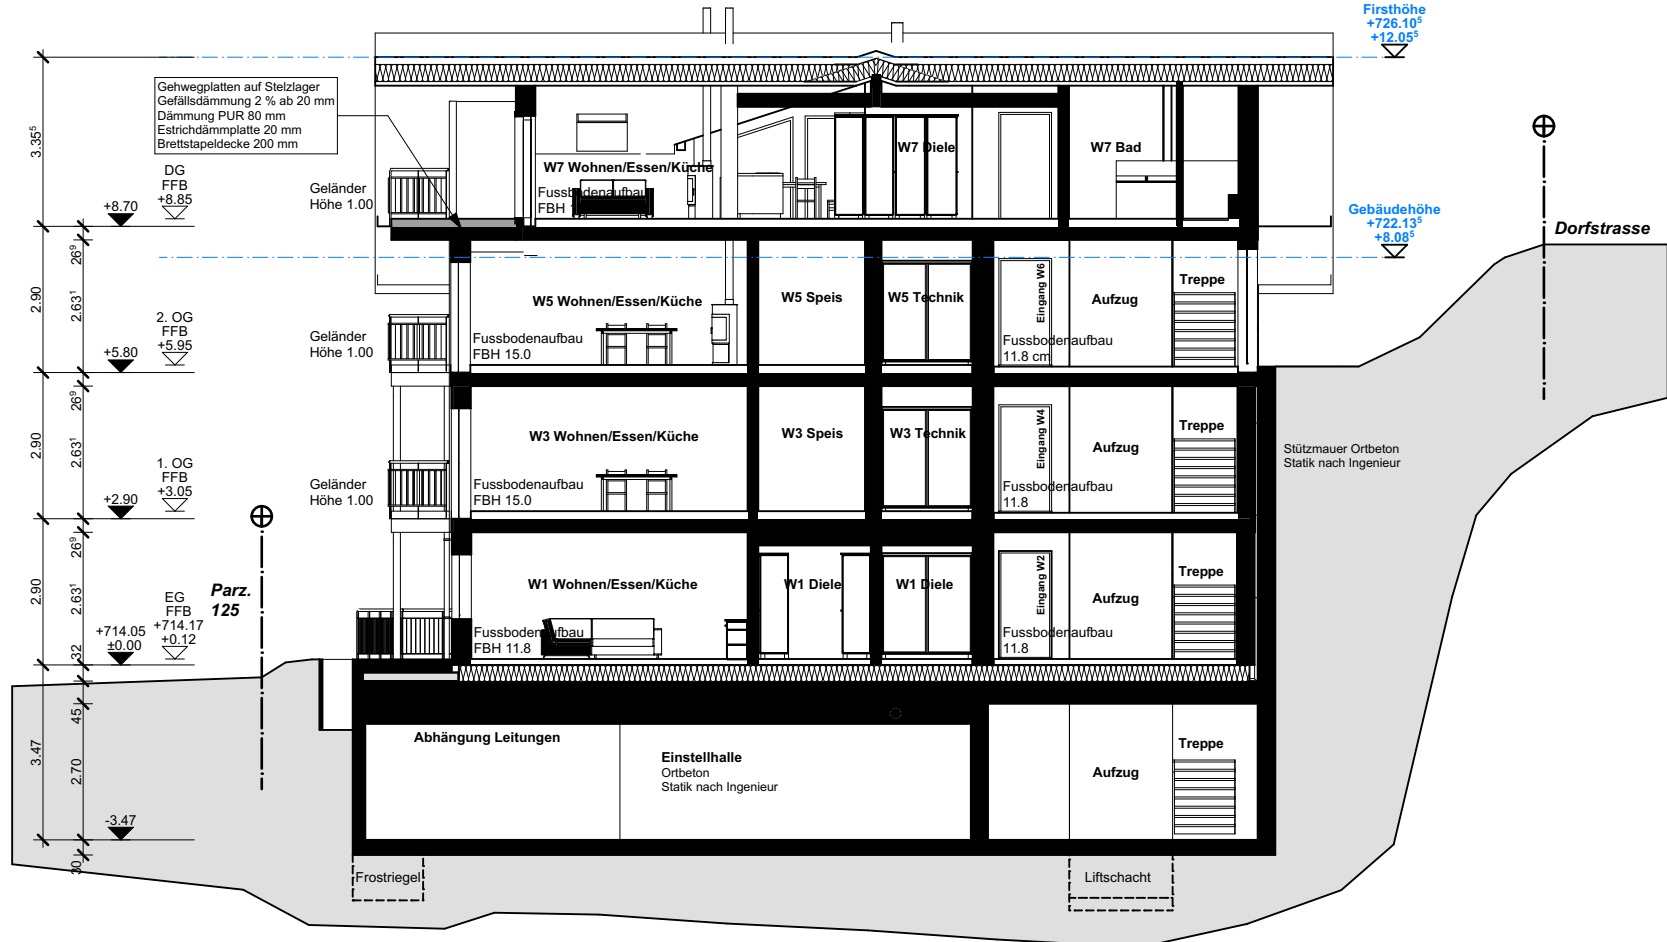 Firsthöhe
+726.10⁵
+12.05⁵
Gehwegplatten auf Stelzlager
Gefällsdämmung 2 % ab 20 mm
Dämmung PUR 80 mm
Estrichdämmplatte 20 mm
Brettstapeldecke 200 mm
3.35⁵
DG
FFB
+8.85
+8.70
Geländer
Höhe 1.00
W7 Wohnen/Essen/Küche
Fussbodenaufbau
FBH
W7 Diele
W7 Bad
Gebäudehöhe
+722.13⁵
+8.08⁵
Dorfstrasse
26⁹
2.90
2.63¹
2. OG
FFB
+5.95
+5.80
Geländer
Höhe 1.00
W5 Wohnen/Essen/Küche
Fussbodenaufbau
FBH 15.0
W5 Speis
W5 Technik
Eingang W6
Fussbodenaufbau
11.8 cm
Aufzug
Treppe
26⁹
2.90
2.63¹
1. OG
FFB
+3.05
+2.90
Geländer
Höhe 1.00
W3 Wohnen/Essen/Küche
Fussbodenaufbau
FBH 15.0
W3 Speis
W3 Technik
Eingang W4
Fussbodenaufbau
11.8
Aufzug
Treppe
Stützmauer Ortbeton
Statik nach Ingenieur
26⁹
2.90
2.63¹
32
Parz.
125
EG
FFB
+714.17
+0.12
+714.05
±0.00
W1 Wohnen/Essen/Küche
Fussbodenaufbau
FBH 11.8
W1 Diele
W1 Diele
Eingang W2
Fussbodenaufbau
11.8
Aufzug
Treppe
45
3.47
2.70
-3.47
30
Abhängung Leitungen
Einstellhalle
Ortbeton
Statik nach Ingenieur
Aufzug
Treppe
Frostriegel
Liftschacht